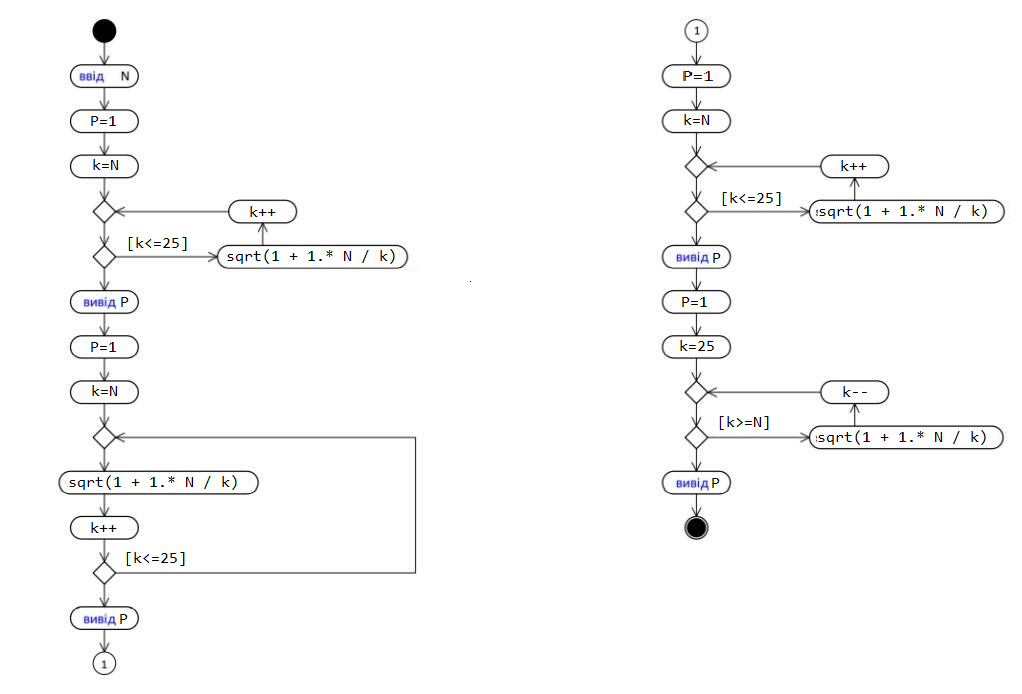 ввід N
P=1
k=N
k++
[k<=25]
sqrt(1 + 1.* N / k)
вивід P
P=1
k=N
sqrt(1 + 1.* N / k)
k++
[k<=25]
вивід P
1
1
P=1
k=N
k++
[k<=25]
sqrt(1 + 1.* N / k)
вивід P
P=1
k=25
k--
[k>=N]
sqrt(1 + 1.* N / k)
вивід P